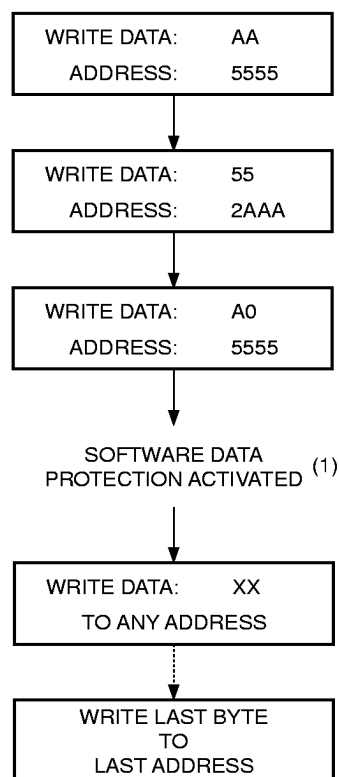 WRITE DATA: AA
ADDRESS: 5555
WRITE DATA: 55
ADDRESS: 2AAA
WRITE DATA: A0
ADDRESS: 5555
SOFTWARE DATA
PROTECTION ACTIVATED (1)
WRITE DATA: XX
TO ANY ADDRESS
WRITE LAST BYTE
TO
LAST ADDRESS